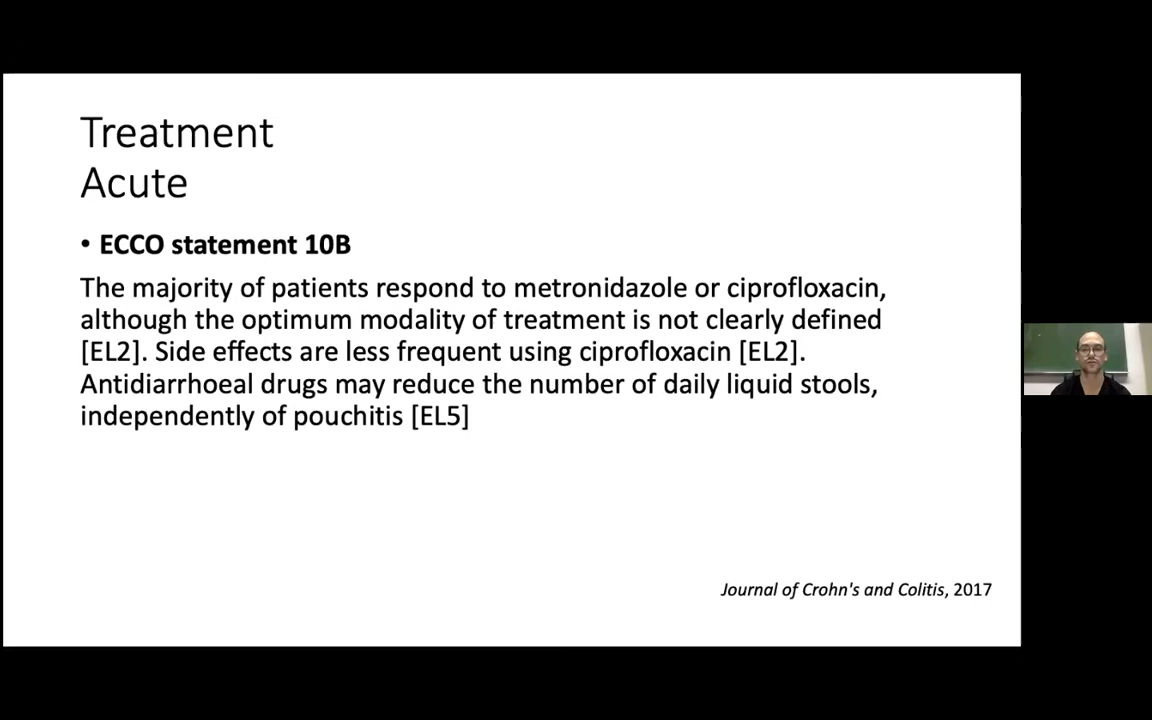 Treatment
Acute
• ECCO statement 10B
The majority of patients respond to metronidazole or ciprofloxacin,
although the optimum modality of treatment is not clearly defined
[EL2]. Side effects are less frequent using ciprofloxacin [EL2].
Antidiarrhoeal drugs may reduce the number of daily liquid stools,
independently of pouchitis [EL5]
Journal of Crohn's and Colitis, 2017